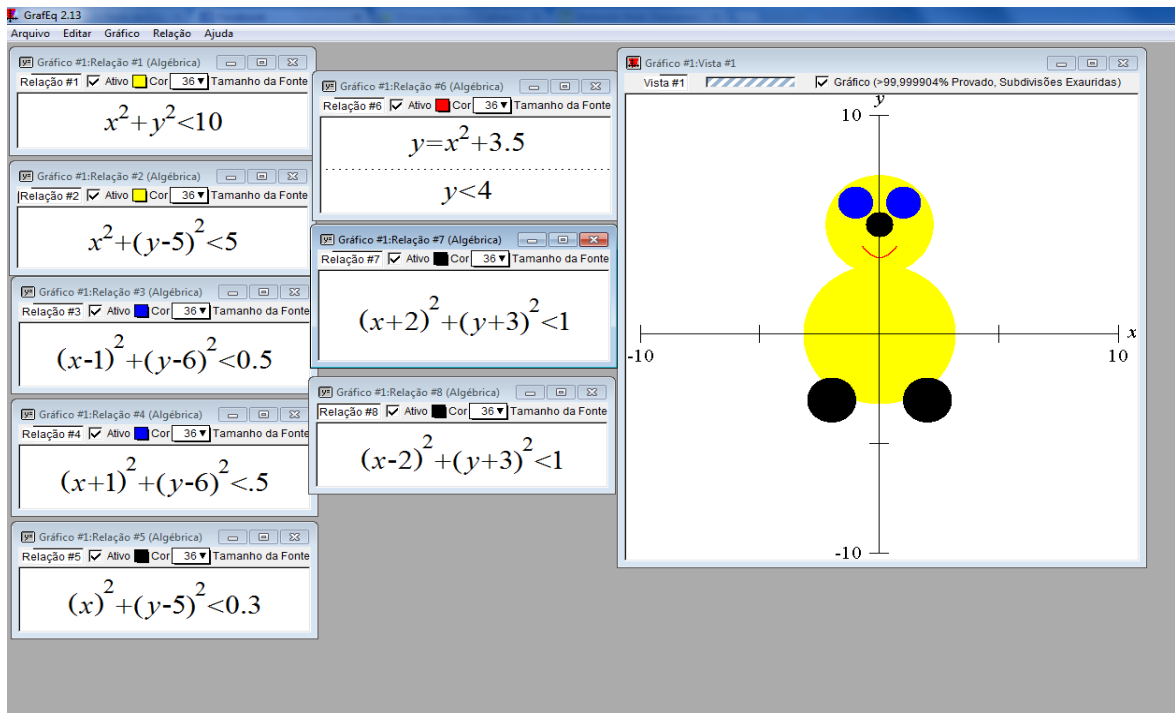 GrafEq 2.13
Arquivo Editar Gráfico Relação Ajuda
Gráfico #1:Relação #1 (Algébrica)
Relação #1 Ativo Cor 36 Tamanho da Fonte
x²+y²<10
Gráfico #1:Relação #2 (Algébrica)
Relação #2 Ativo Cor 36 Tamanho da Fonte
x²+(y-5)²<5
Gráfico #1:Relação #3 (Algébrica)
Relação #3 Ativo Cor 36 Tamanho da Fonte
(x-1)²+(y-6)²<0.5
Gráfico #1:Relação #4 (Algébrica)
Relação #4 Ativo Cor 36 Tamanho da Fonte
(x+1)²+(y-6)²<.5
Gráfico #1:Relação #5 (Algébrica)
Relação #5 Ativo Cor 36 Tamanho da Fonte
(x)²+(y-5)²<0.3
Gráfico #1:Relação #6 (Algébrica)
Relação #6 Ativo Cor 36 Tamanho da Fonte
y=x²+3.5
y<4
Gráfico #1:Relação #7 (Algébrica)
Relação #7 Ativo Cor 36 Tamanho da Fonte
(x+2)²+(y+3)²<1
Gráfico #1:Relação #8 (Algébrica)
Relação #8 Ativo Cor 36 Tamanho da Fonte
(x-2)²+(y+3)²<1
Gráfico #1:Vista #1
Vista #1 Gráfico (>99,999904% Provado, Subdivisões Exauridas)
y
10
x
-10
10
-10